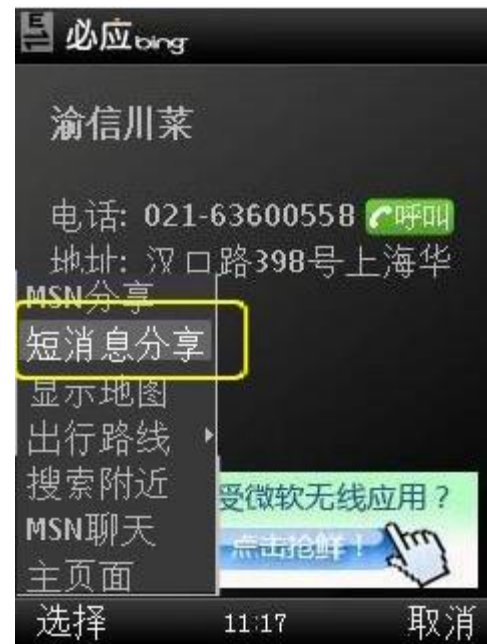 必应bing
渝信川菜
电话: 021-63600558 呼叫
地址: 汉口路398号上海华
MSN分享
短消息分享
显示地图
出行路线
搜索附近
MSN聊天
主页面
受微软无线应用?
点击抢鲜!
选择 11:17 取消